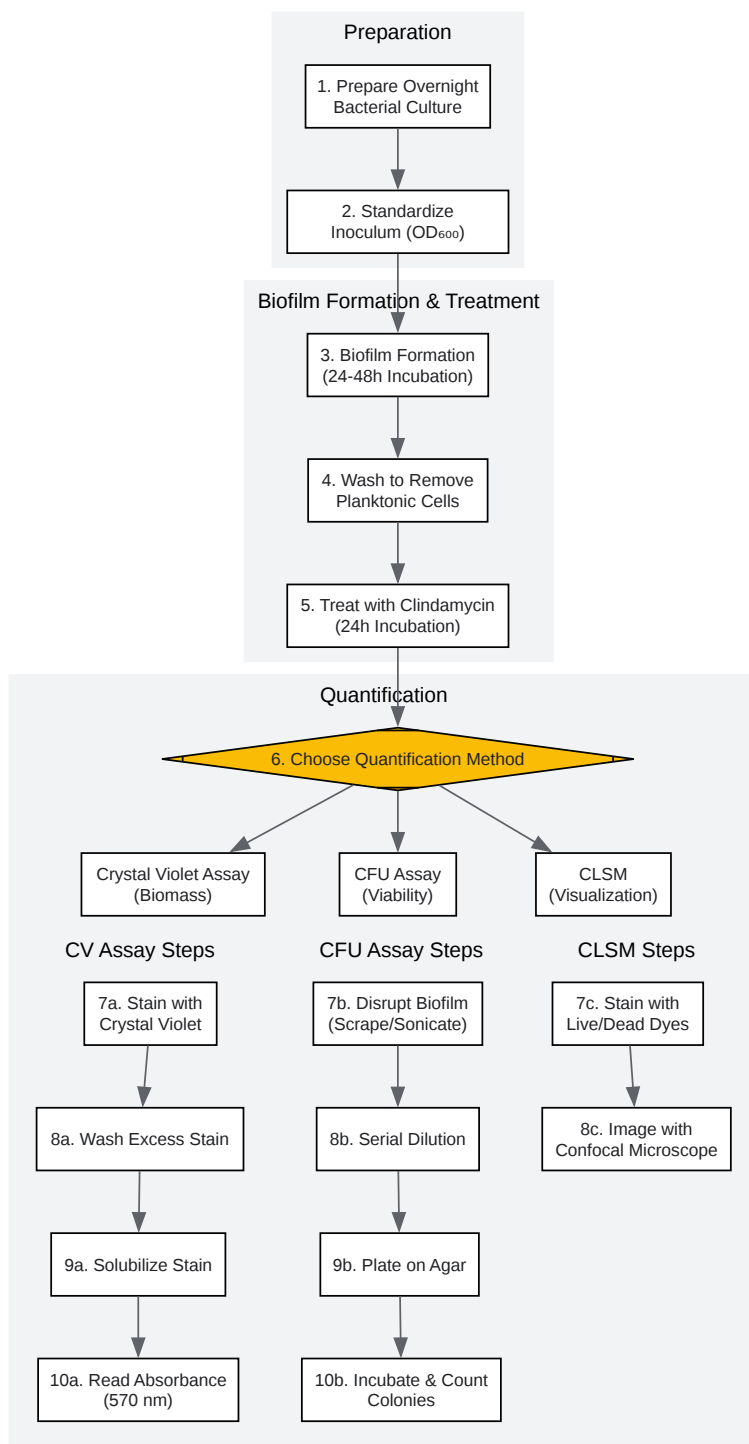 Preparation
1. Prepare Overnight
Bacterial Culture
2. Standardize
Inoculum (OD₆₀₀)
Biofilm Formation & Treatment
3. Biofilm Formation
(24-48h Incubation)
4. Wash to Remove
Planktonic Cells
5. Treat with Clindamycin
(24h Incubation)
Quantification
6. Choose Quantification Method
Crystal Violet Assay
(Biomass)
CFU Assay
(Viability)
CLSM
(Visualization)
CV Assay Steps
7a. Stain with
Crystal Violet
8a. Wash Excess Stain
9a. Solubilize Stain
10a. Read Absorbance
(570 nm)
CFU Assay Steps
7b. Disrupt Biofilm
(Scrape/Sonicate)
8b. Serial Dilution
9b. Plate on Agar
10b. Incubate & Count
Colonies
CLSM Steps
7c. Stain with
Live/Dead Dyes
8c. Image with
Confocal Microscope